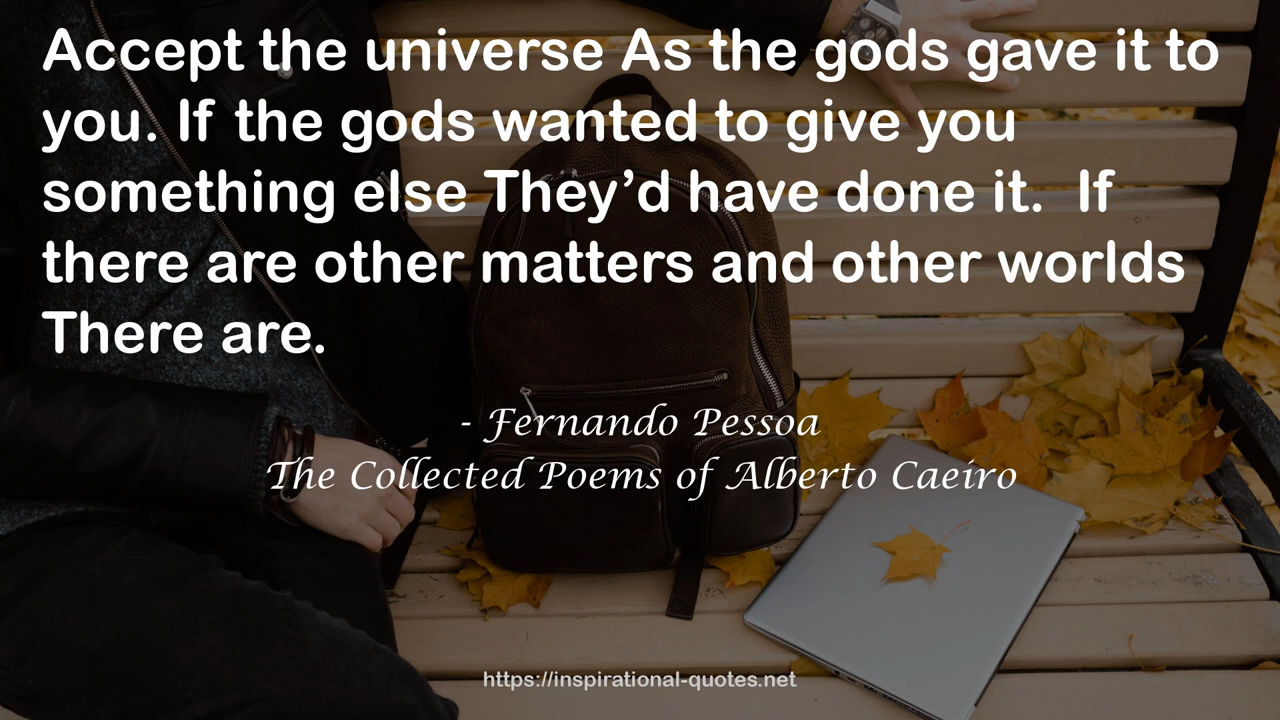 Accept the universe As the gods gave it to
you. If the gods wanted to give you
something else They’d have done it.  If
there are other matters and other worlds
There are.
- Fernando Pessoa
The Collected Poems of Alberto Caeiro
https://inspirational-quotes.net